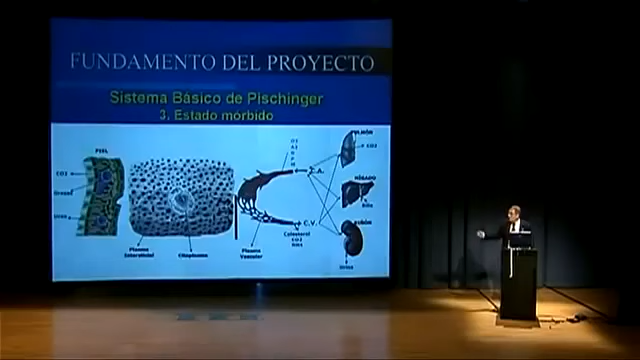 FUNDAMENTO DEL PROYECTO
Sistema Básico de Pischinger
3. Estado mórbido
PIEL
CO2
Urea
Plasma
Intersticial
Citoplasma
Plasma
Vascular
C.A.
C.V.
Colesterol
CO2
PULMÓN
CO2
HÍGADO
Bilis
RIÑÓN
Orina